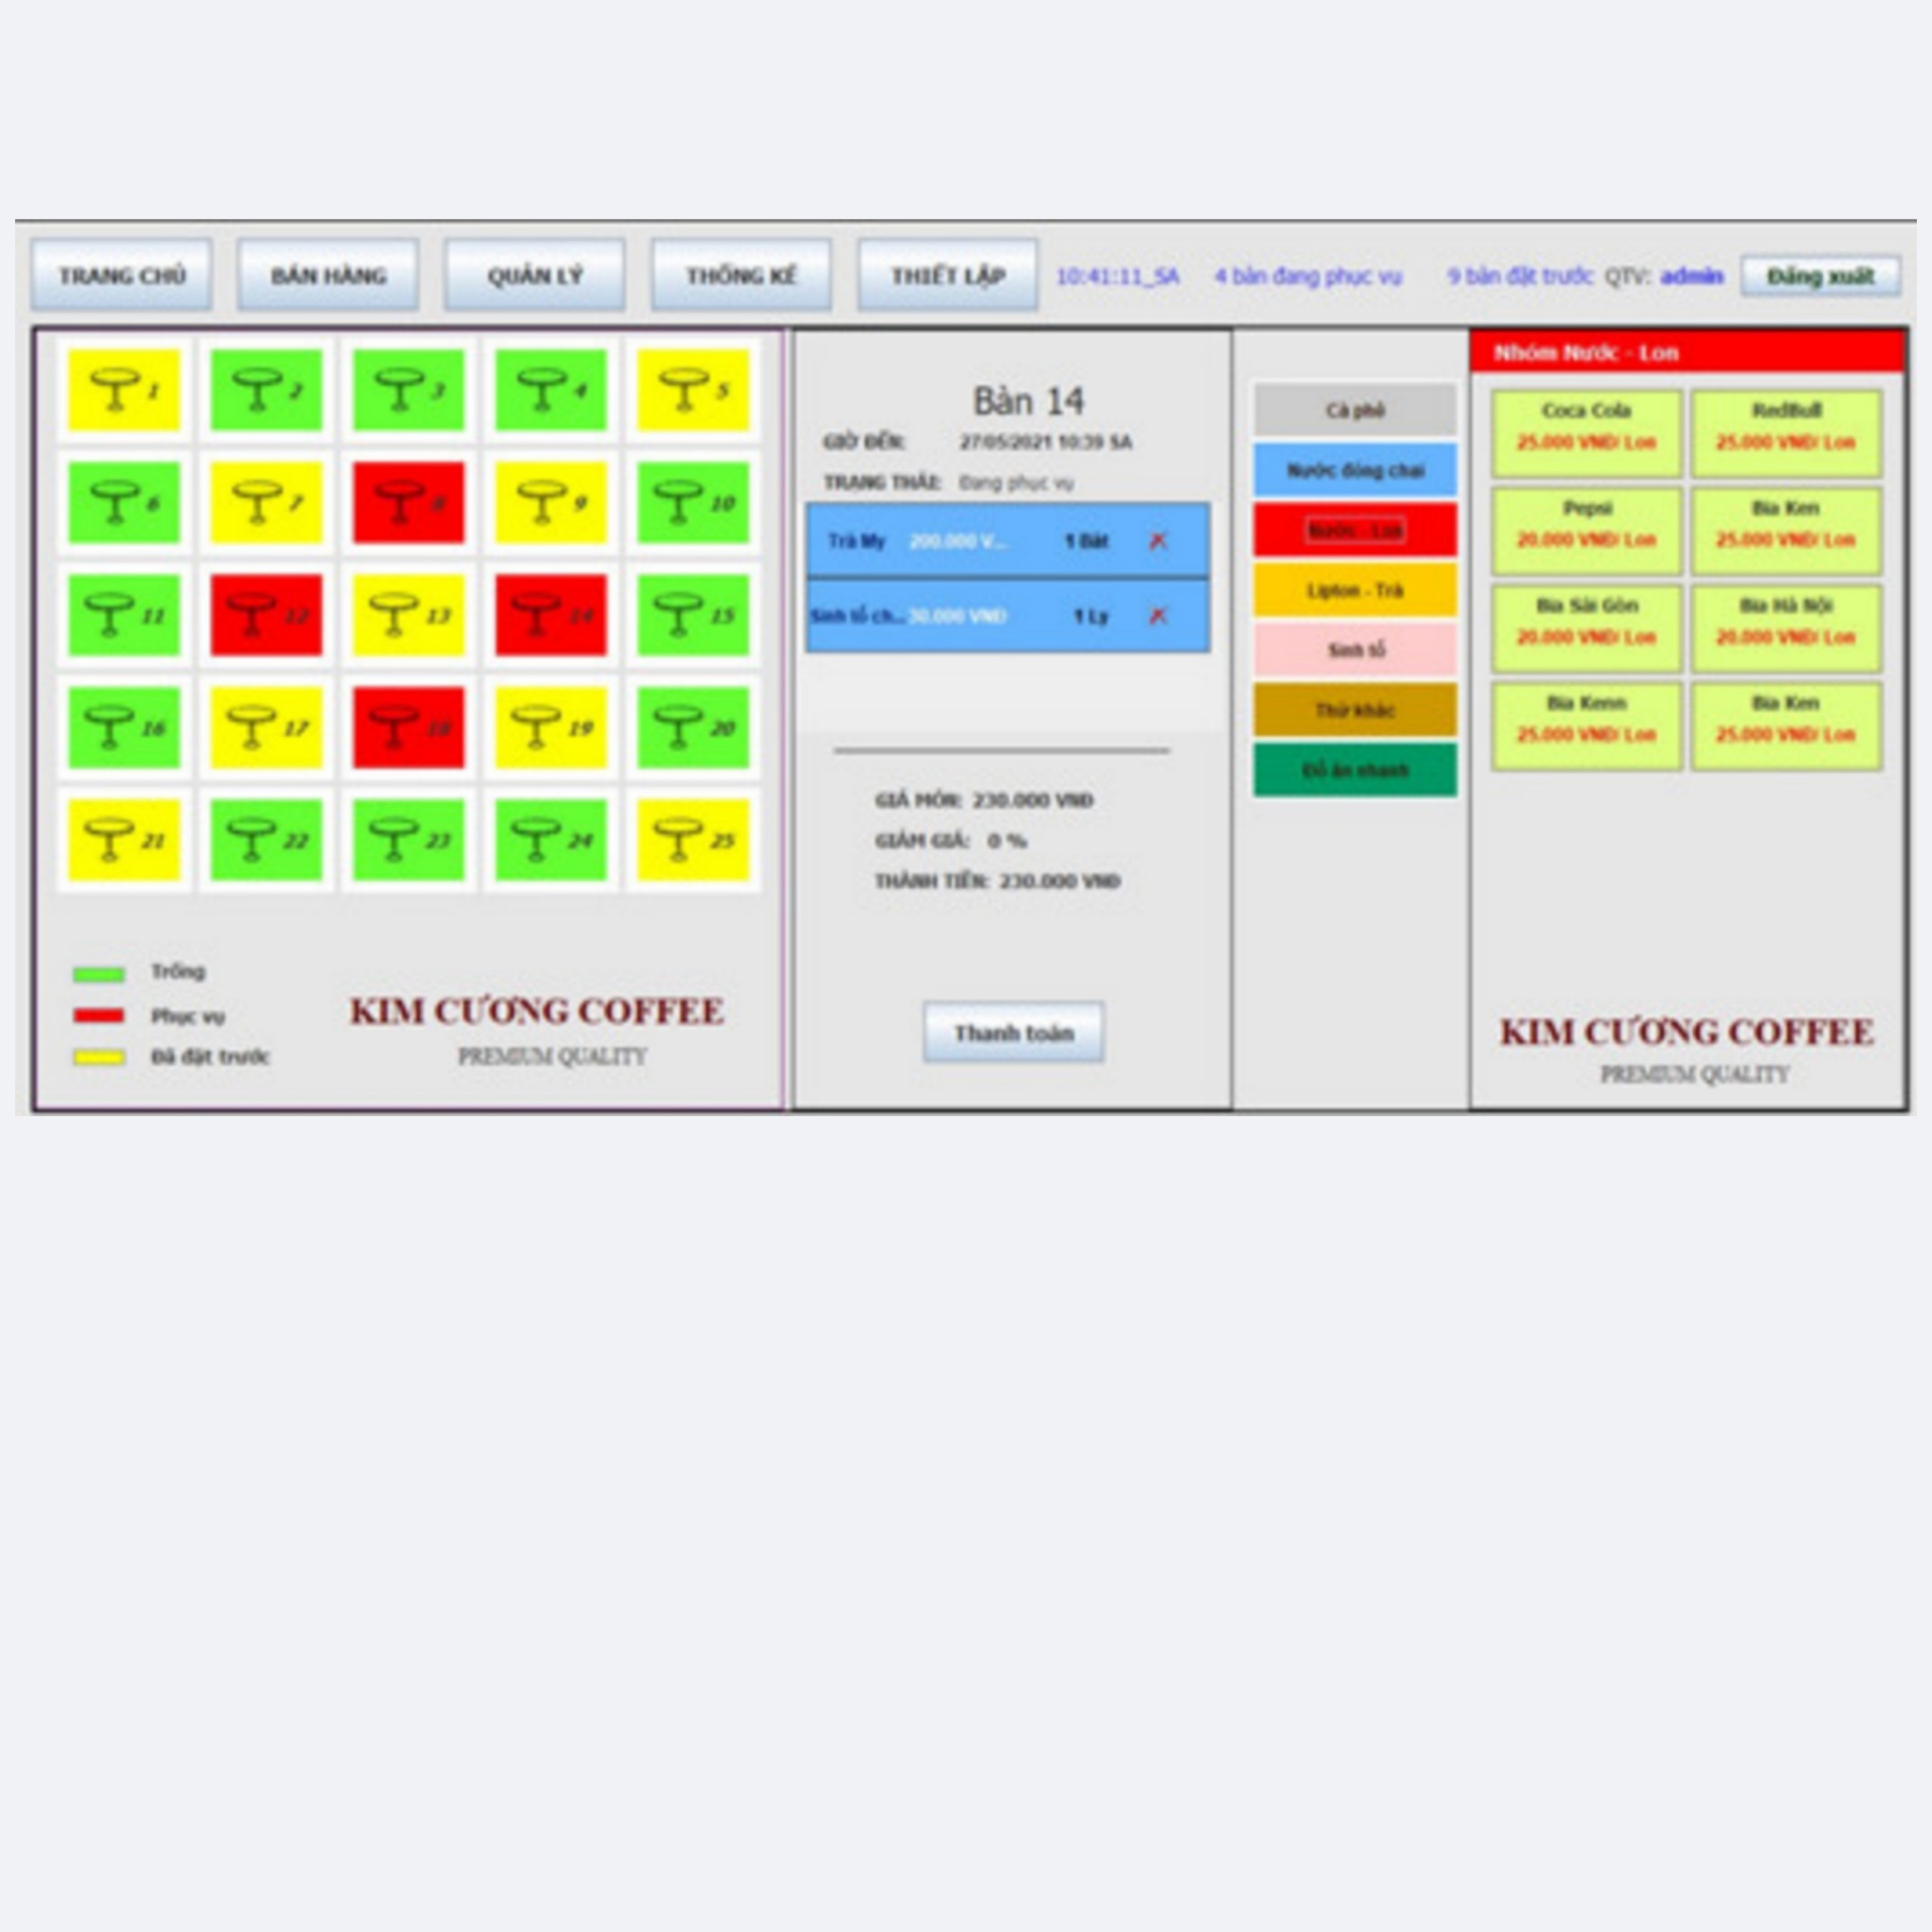 TRANG CHỦ BÁN HÀNG QUẢN LÝ THỐNG KÊ THIẾT LẬP 10:41:11_SA 4 bàn đang phục vụ 9 bàn đặt trước QTV: admin Đăng xuất
1 2 3 4 5
6 7 8 9 10
11 12 13 14 15
16 17 18 19 20
21 22 23 24 25
Trống
Phục vụ
Đã đặt trước
KIM CƯƠNG COFFEE
PREMIUM QUALITY
Bàn 14
GIỜ ĐẾN: 27/05/2021 10:39 SA
TRẠNG THÁI: Đang phục vụ
Trà My 200.000 V... 1 Bát X
Sinh tố ch... 30.000 VNĐ 1 Ly X
GIÁ MÓN: 230.000 VNĐ
GIẢM GIÁ: 0 %
THÀNH TIỀN: 230.000 VNĐ
Thanh toán
Cà phê
Nước đóng chai
Nước - Lon
Lipton - Trà
Sinh tố
Thứ khác
Đồ ăn nhanh
Nhóm Nước - Lon
Coca Cola RedBull
25.000 VNĐ/ Lon 25.000 VNĐ/ Lon
Pepsi Bia Ken
20.000 VNĐ/ Lon 25.000 VNĐ/ Lon
Bia Sài Gòn Bia Hà Nội
20.000 VNĐ/ Lon 20.000 VNĐ/ Lon
Bia Kenn Bia Ken
25.000 VNĐ/ Lon 25.000 VNĐ/ Lon
KIM CƯƠNG COFFEE
PREMIUM QUALITY